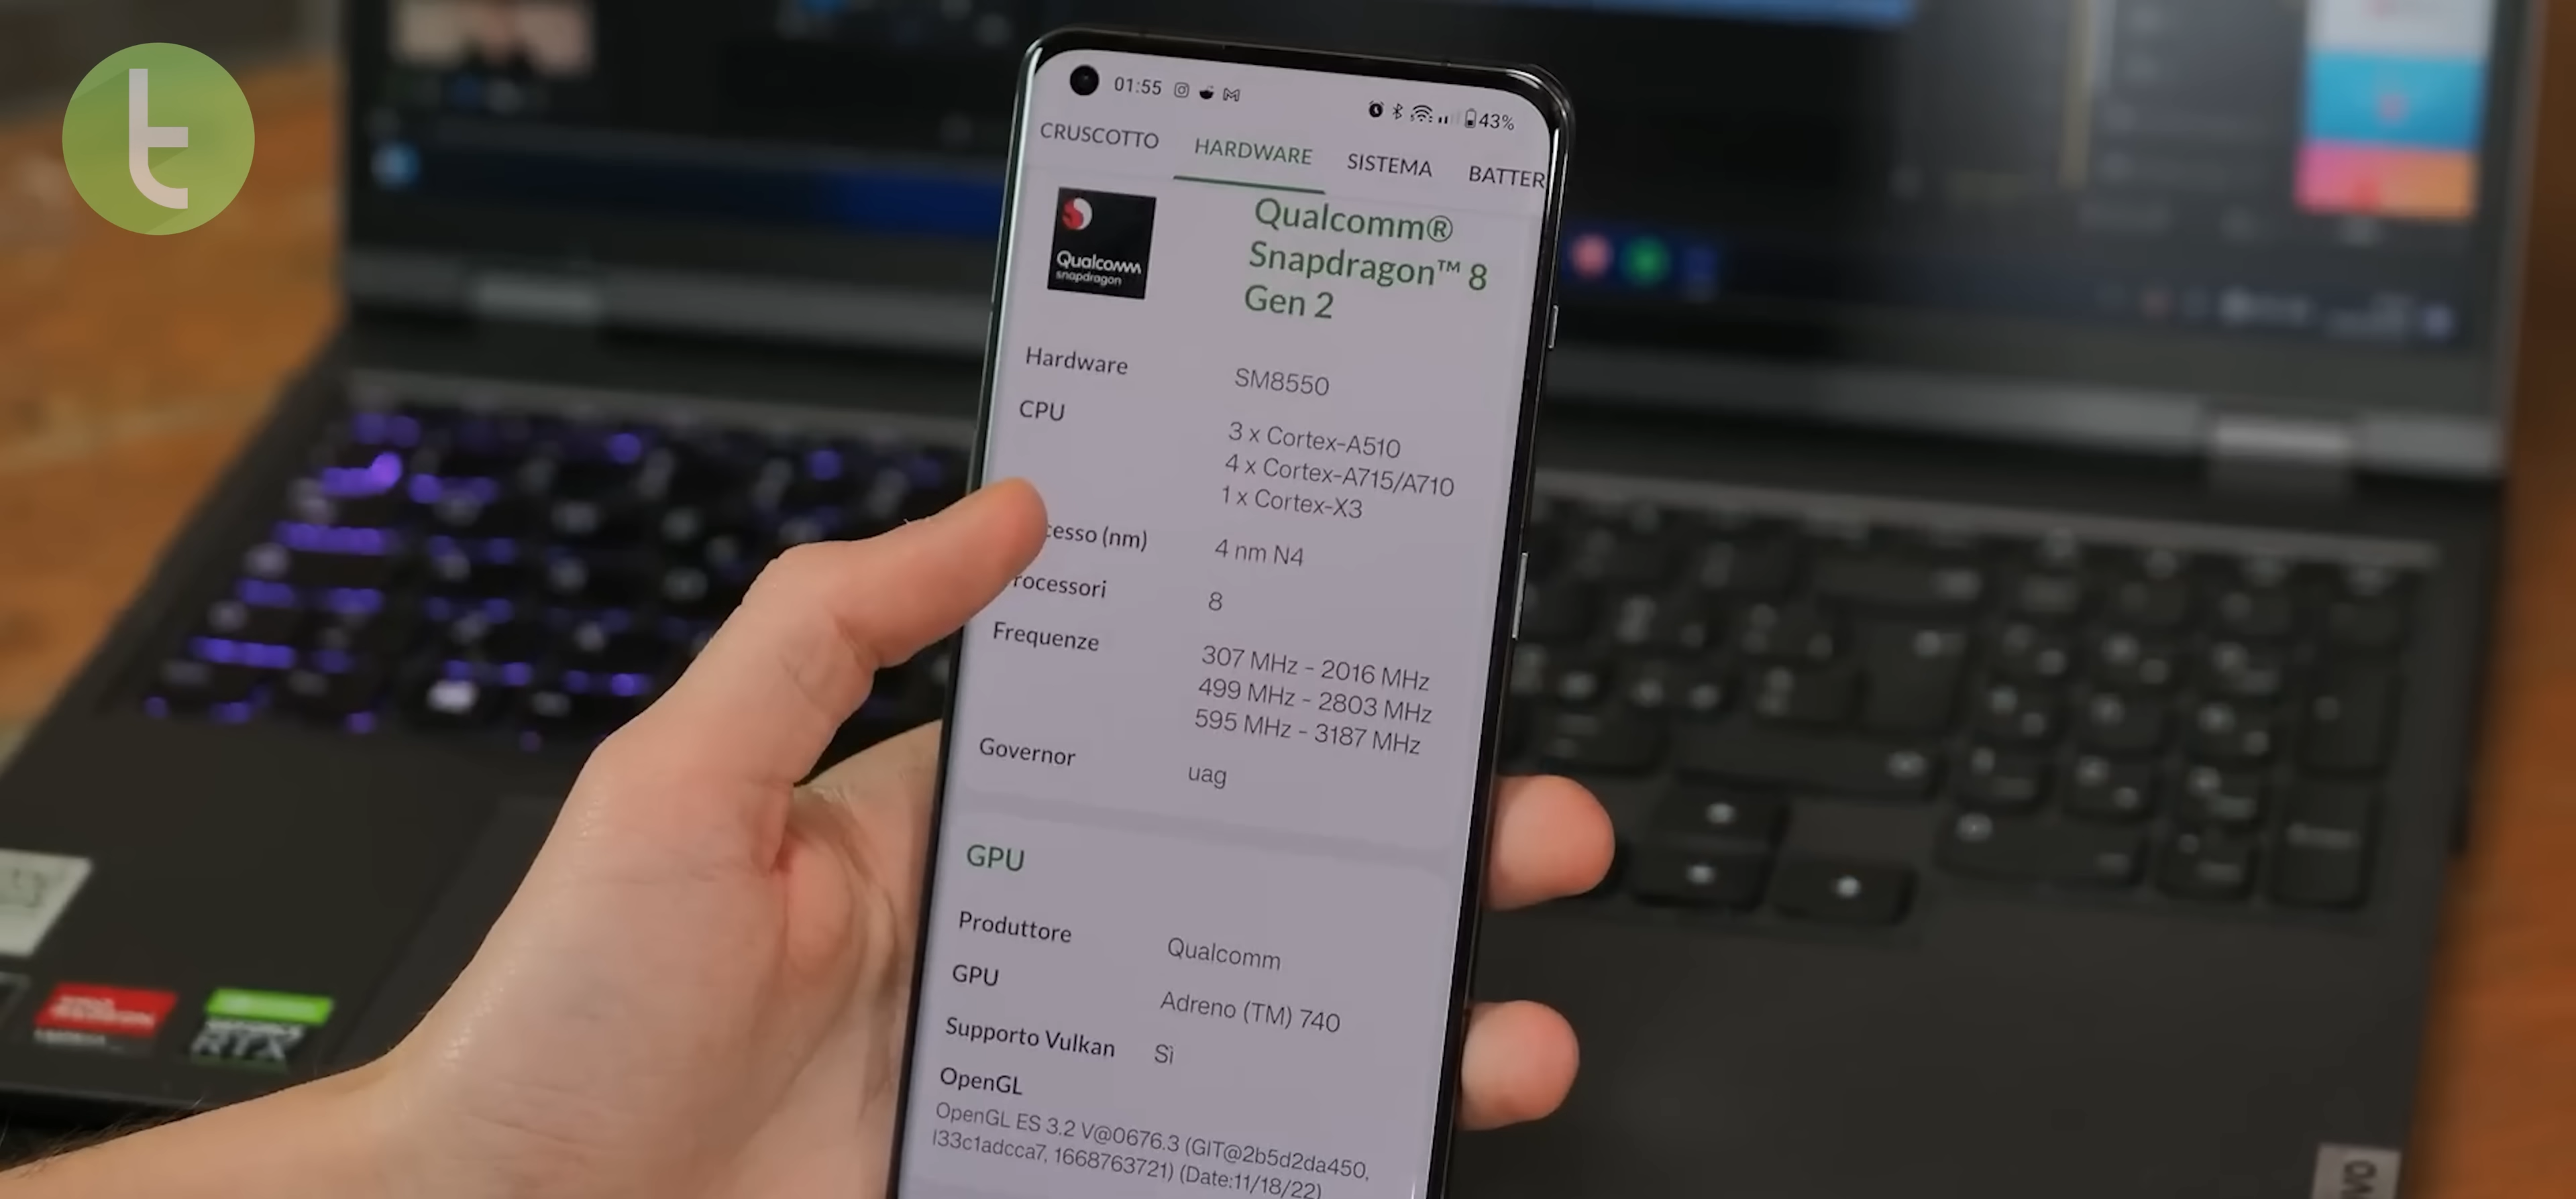 t
01:55
43%
CRUSCOTTO HARDWARE SISTEMA BATTER
Qualcomm
snapdragon
Qualcomm®
Snapdragon™ 8
Gen 2
Hardware SM8550
CPU 3 x Cortex-A510
4 x Cortex-A715/A710
1 x Cortex-X3
cesso (nm) 4 nm N4
rocessori 8
Frequenze 307 MHz - 2016 MHz
499 MHz - 2803 MHz
595 MHz - 3187 MHz
Governor uag
GPU
Produttore Qualcomm
GPU Adreno (TM) 740
Supporto Vulkan Sì
OpenGL
OpenGL ES 3.2 V@0676.3 (GIT@2b5d2da450,
I33c1adcca7, 1668763721) (Date:11/18/22)
RTX